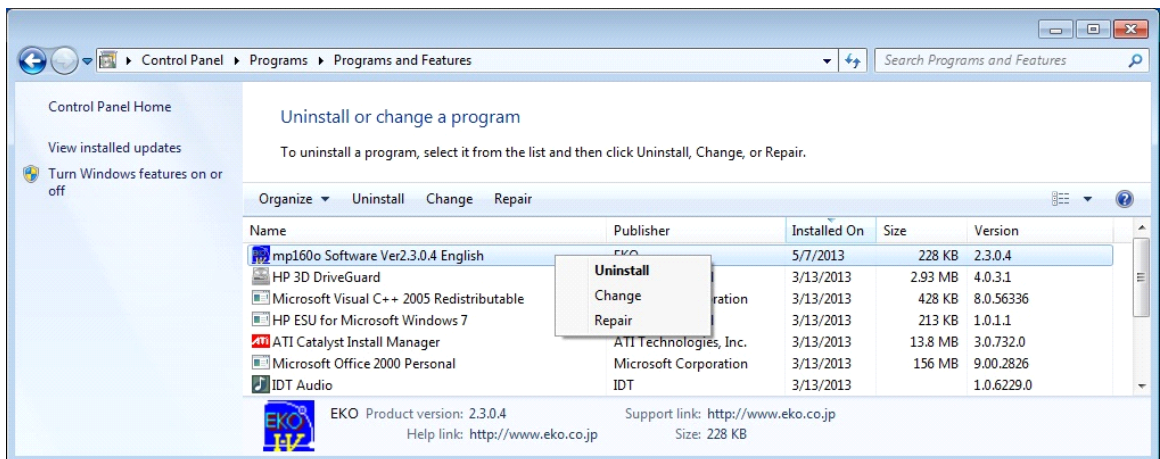 Control Panel Programs Programs and Features
Search Programs and Features
Control Panel Home
View installed updates
Turn Windows features on or
off
Uninstall or change a program
To uninstall a program, select it from the list and then click Uninstall, Change, or Repair.
Organize Uninstall Change Repair
Name Publisher Installed On Size Version
mp160o Software Ver2.3.0.4 English EKO 5/7/2013 228 KB 2.3.0.4
HP 3D DriveGuard 3/13/2013 2.93 MB 4.0.3.1
Microsoft Visual C++ 2005 Redistributable ration 3/13/2013 428 KB 8.0.56336
HP ESU for Microsoft Windows 7 3/13/2013 213 KB 1.0.1.1
ATI Catalyst Install Manager ATI Technologies, Inc. 3/13/2013 13.8 MB 3.0.732.0
Microsoft Office 2000 Personal Microsoft Corporation 3/13/2013 156 MB 9.00.2826
IDT Audio IDT 3/13/2013 1.0.6229.0
Uninstall
Change
Repair
EKO
I-V
EKO Product version: 2.3.0.4 Support link: http://www.eko.co.jp
Help link: http://www.eko.co.jp Size: 228 KB